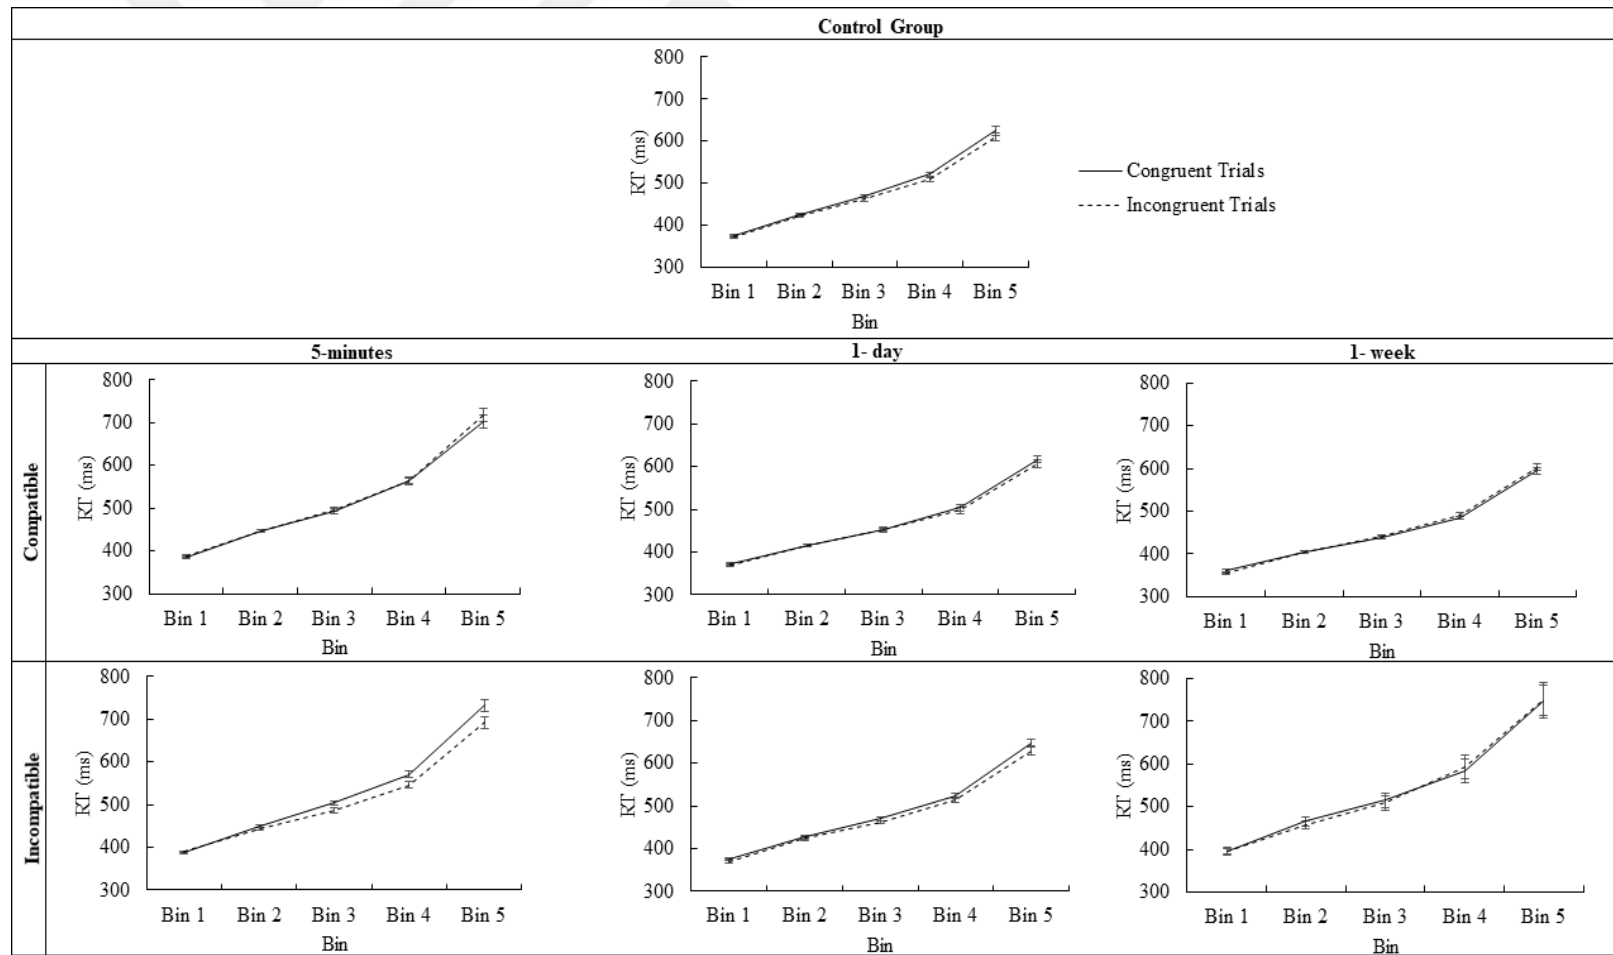 Control Group
800
700
600
500
400
300
RT (ms)
Bin 1 Bin 2 Bin 3 Bin 4 Bin 5
Bin
Congruent Trials
Incongruent Trials
5-minutes 1- day 1- week
Compatible
800
700
600
500
400
300
RT (ms)
Bin 1 Bin 2 Bin 3 Bin 4 Bin 5
Bin
800
700
600
500
400
300
RT (ms)
Bin 1 Bin 2 Bin 3 Bin 4 Bin 5
Bin
800
700
600
500
400
300
RT (ms)
Bin 1 Bin 2 Bin 3 Bin 4 Bin 5
Bin
Incompatible
800
700
600
500
400
300
RT (ms)
Bin 1 Bin 2 Bin 3 Bin 4 Bin 5
Bin
800
700
600
500
400
300
RT (ms)
Bin 1 Bin 2 Bin 3 Bin 4 Bin 5
Bin
800
700
600
500
400
300
RT (ms)
Bin 1 Bin 2 Bin 3 Bin 4 Bin 5
Bin